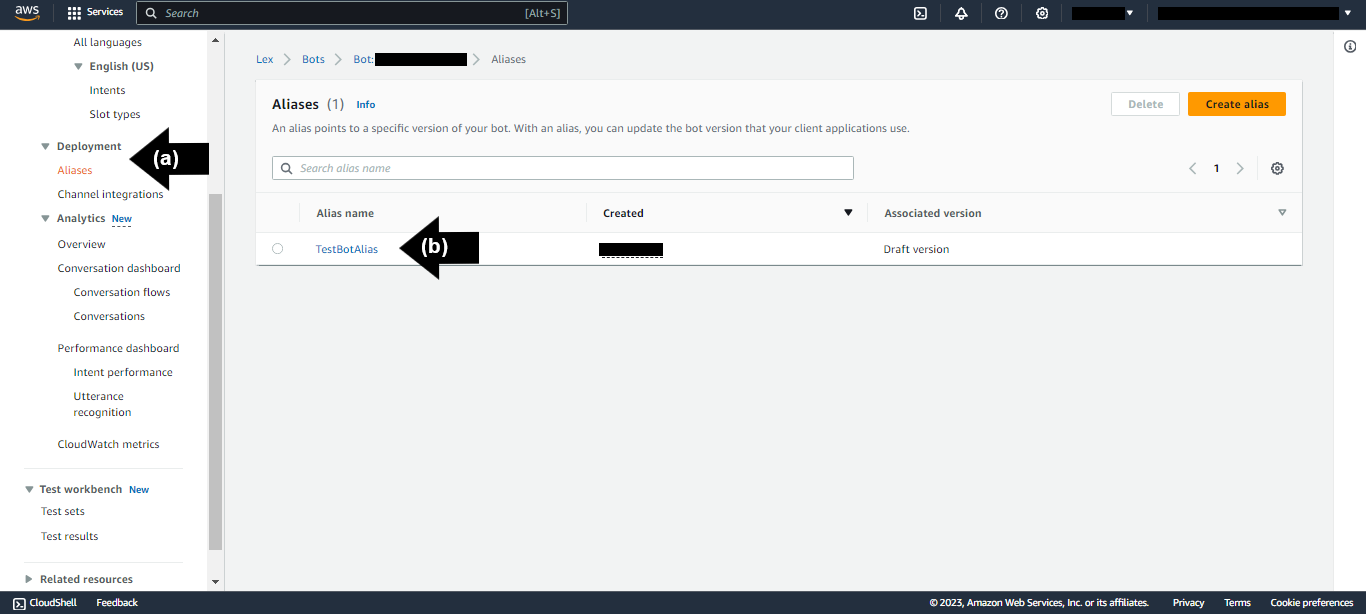 aws
Services
Search
[Alt+S]
All languages
English (US)
Intents
Slot types
Deployment
(a)
Aliases
Channel integrations
Analytics New
Overview
Conversation dashboard
Conversation flows
Conversations
Performance dashboard
Intent performance
Utterance
recognition
CloudWatch metrics
Test workbench New
Test sets
Test results
Related resources
Lex
Bots
Bot:
Aliases
Aliases (1) Info
Delete
Create alias
An alias points to a specific version of your bot. With an alias, you can update the bot version that your client applications use.
Search alias name
1
Alias name
Created
Associated version
TestBotAlias
(b)
Draft version
CloudShell
Feedback
© 2023, Amazon Web Services, Inc. or its affiliates.
Privacy
Terms
Cookie preferences